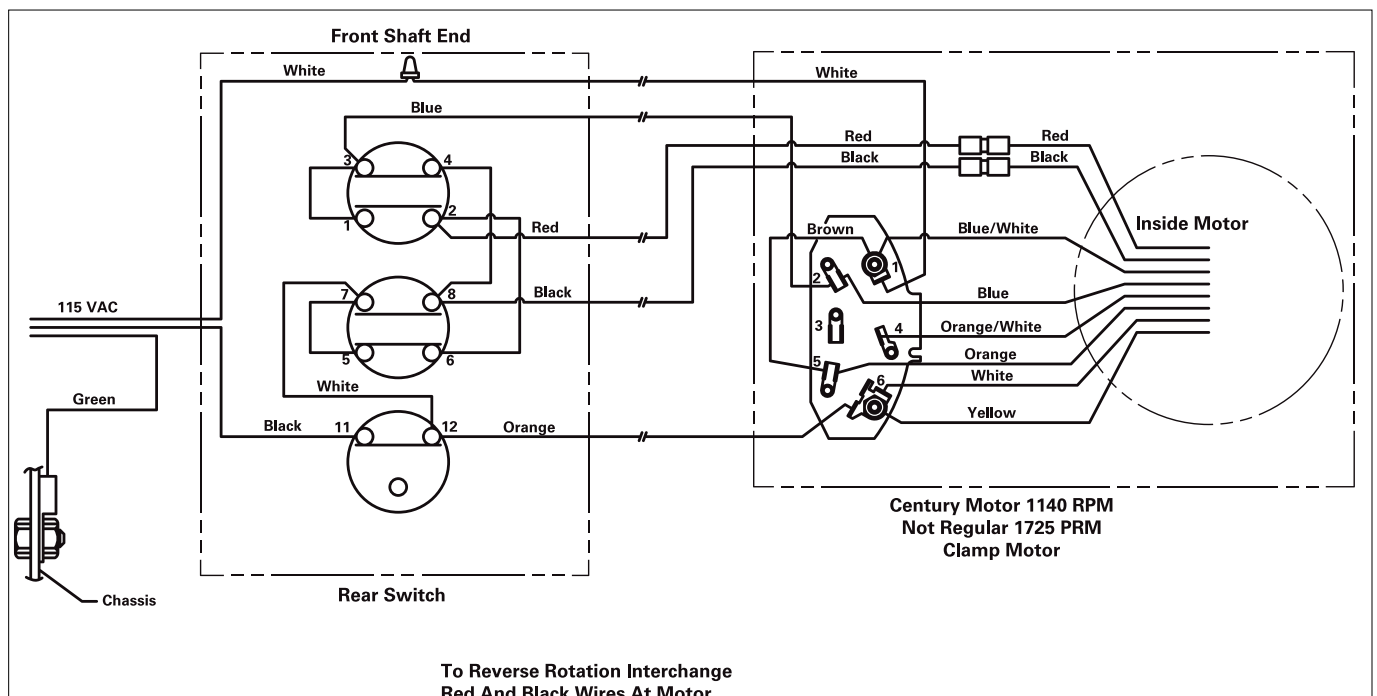 Front Shaft End
White
White
Blue
Red
Red
Black
Black
3
4
1
2
Red
Inside Motor
Brown
Blue/White
1
2
115 VAC
7
8
Black
Blue
3
4
Orange/White
5
6
5
Orange
White
6
White
Green
Yellow
Black
11
12
Orange
Century Motor 1140 RPM
Not Regular 1725 PRM
Clamp Motor
Rear Switch
Chassis
To Reverse Rotation Interchange
Red And Black Wires At Motor